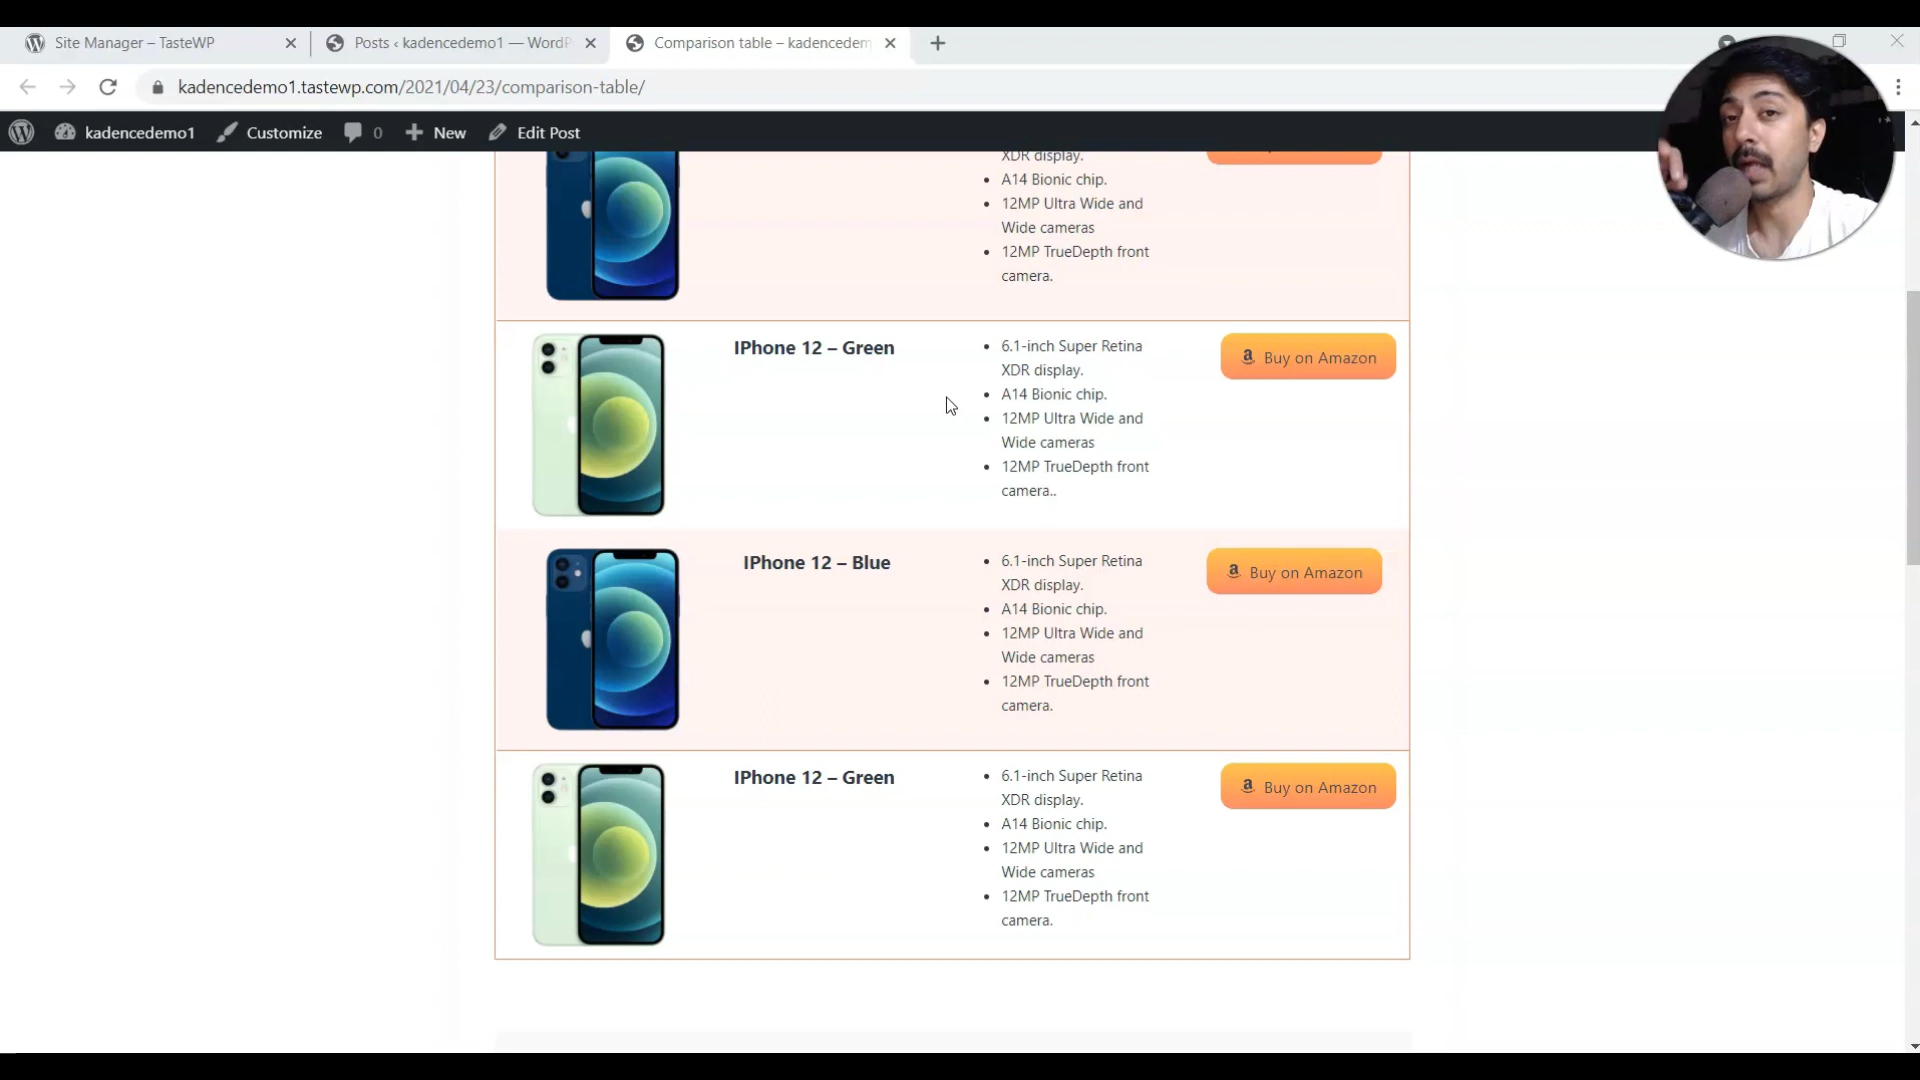 Site Manager – TasteWP
Posts ‹ kadencedemo1 — WordP
Comparison table – kadencedem
kadencedemo1.tastewp.com/2021/04/23/comparison-table/
kadencedemo1
Customize
0
New
Edit Post
XDR display.
A14 Bionic chip.
12MP Ultra Wide and
Wide cameras
12MP TrueDepth front
camera.
IPhone 12 – Green
6.1-inch Super Retina
XDR display.
A14 Bionic chip.
12MP Ultra Wide and
Wide cameras
12MP TrueDepth front
camera..
Buy on Amazon
IPhone 12 – Blue
6.1-inch Super Retina
XDR display.
A14 Bionic chip.
12MP Ultra Wide and
Wide cameras
12MP TrueDepth front
camera.
Buy on Amazon
IPhone 12 – Green
6.1-inch Super Retina
XDR display.
A14 Bionic chip.
12MP Ultra Wide and
Wide cameras
12MP TrueDepth front
camera.
Buy on Amazon